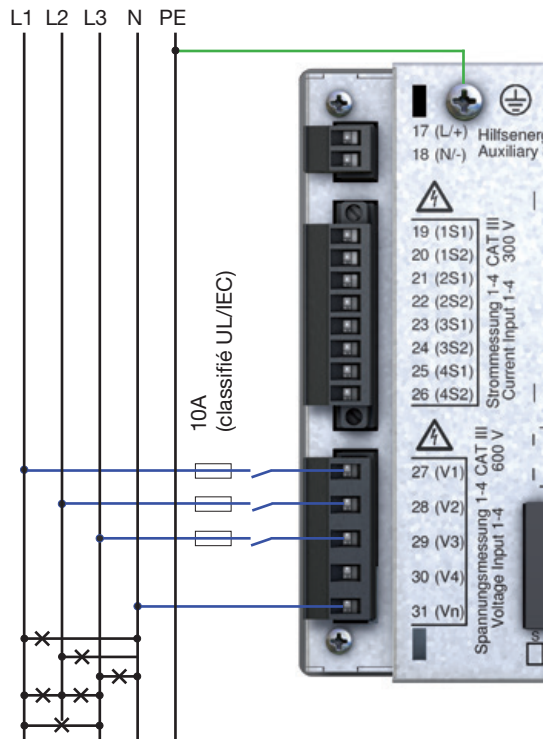 L1 L2 L3 N PE
17 (L/+) Hilfsenerg
18 (N/-) Auxiliary
19 (1S1)
20 (1S2)
21 (2S1)
22 (2S2)
23 (3S1)
24 (3S2)
25 (4S1)
26 (4S2)
Strommessung 1-4 CAT III
Current Input 1-4 300 V
10A
(classifié UL/IEC)
27 (V1)
28 (V2)
29 (V3)
30 (V4)
31 (Vn)
Spannungsmessung 1-4 CAT III
Voltage Input 1-4 600 V
S